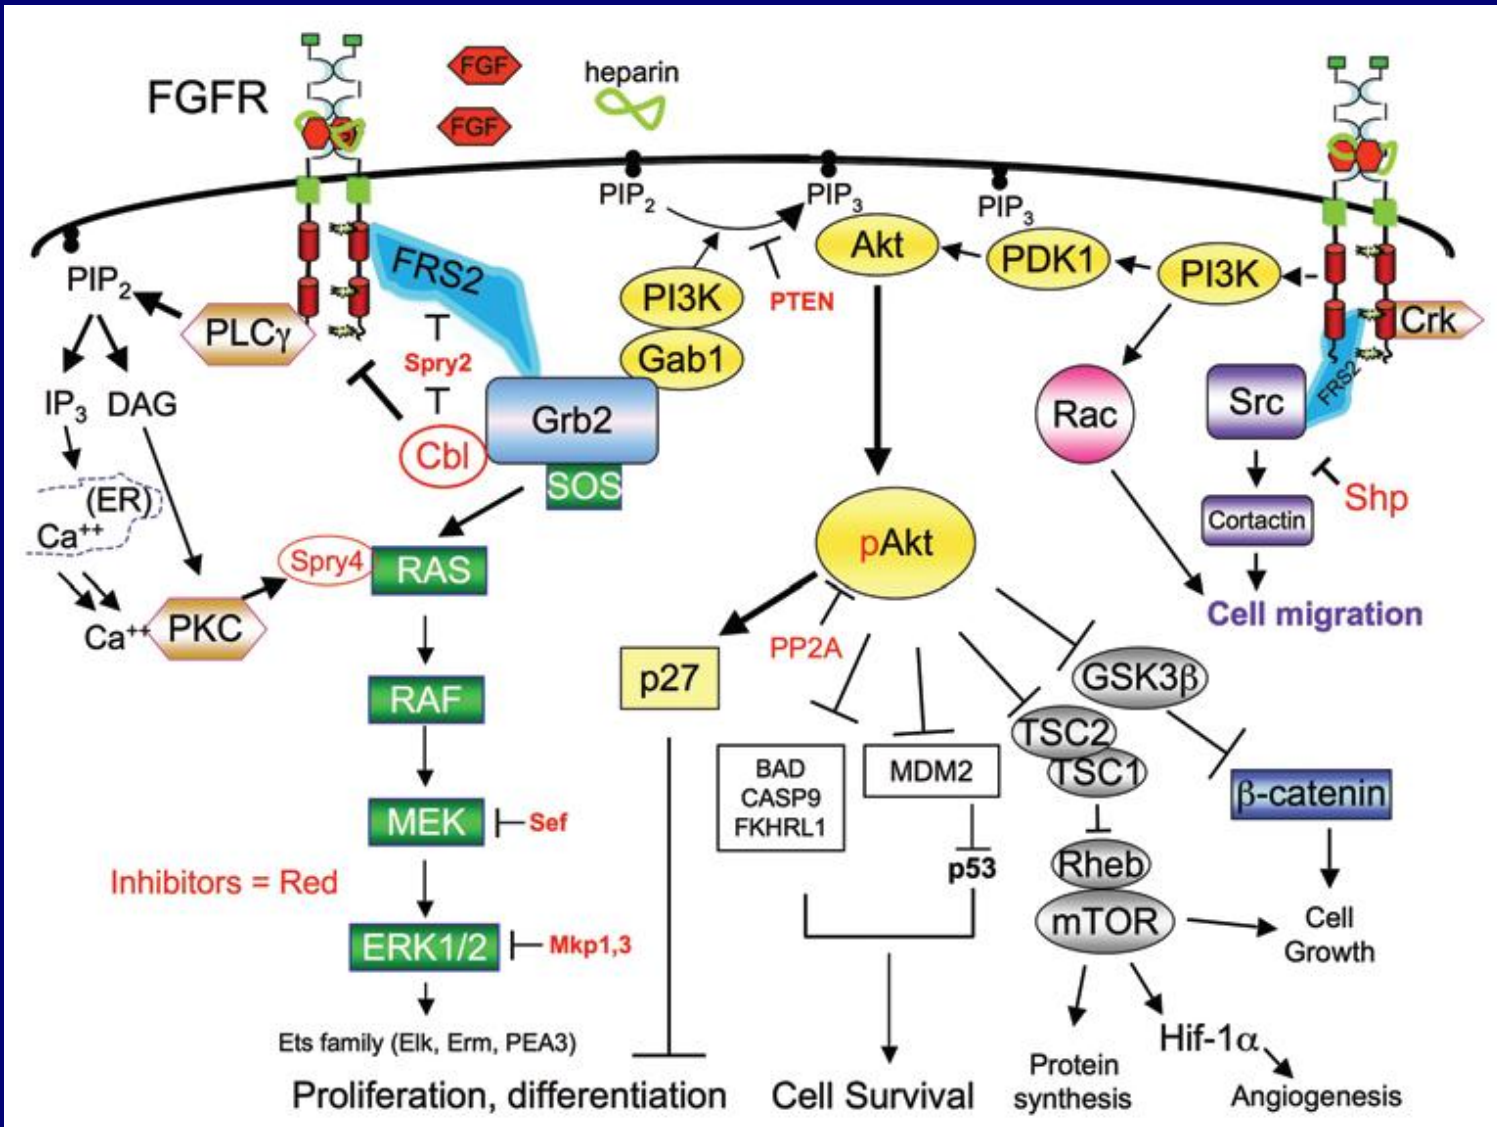 FGFR
FGF
FGF
heparin
PIP2
PIP3
PIP3
FRS2
PI3K
Gab1
PTEN
Akt
PDK1
PI3K
Crk
FRS2
Src
Rac
Shp
Cortactin
Cell migration
PIP2
PLCγ
IP3 DAG
(ER)
Ca++
Ca++
PKC
Spry2
Cbl
Grb2
SOS
Spry4
RAS
RAF
MEK
Sef
Inhibitors = Red
ERK1/2
Mkp1,3
Ets family (Elk, Erm, PEA3)
Proliferation, differentiation
pAkt
PP2A
p27
BAD
CASP9
FKHRL1
MDM2
p53
Cell Survival
GSK3β
TSC2
TSC1
Rheb
mTOR
β-catenin
Cell
Growth
Protein
synthesis
Hif-1α
Angiogenesis